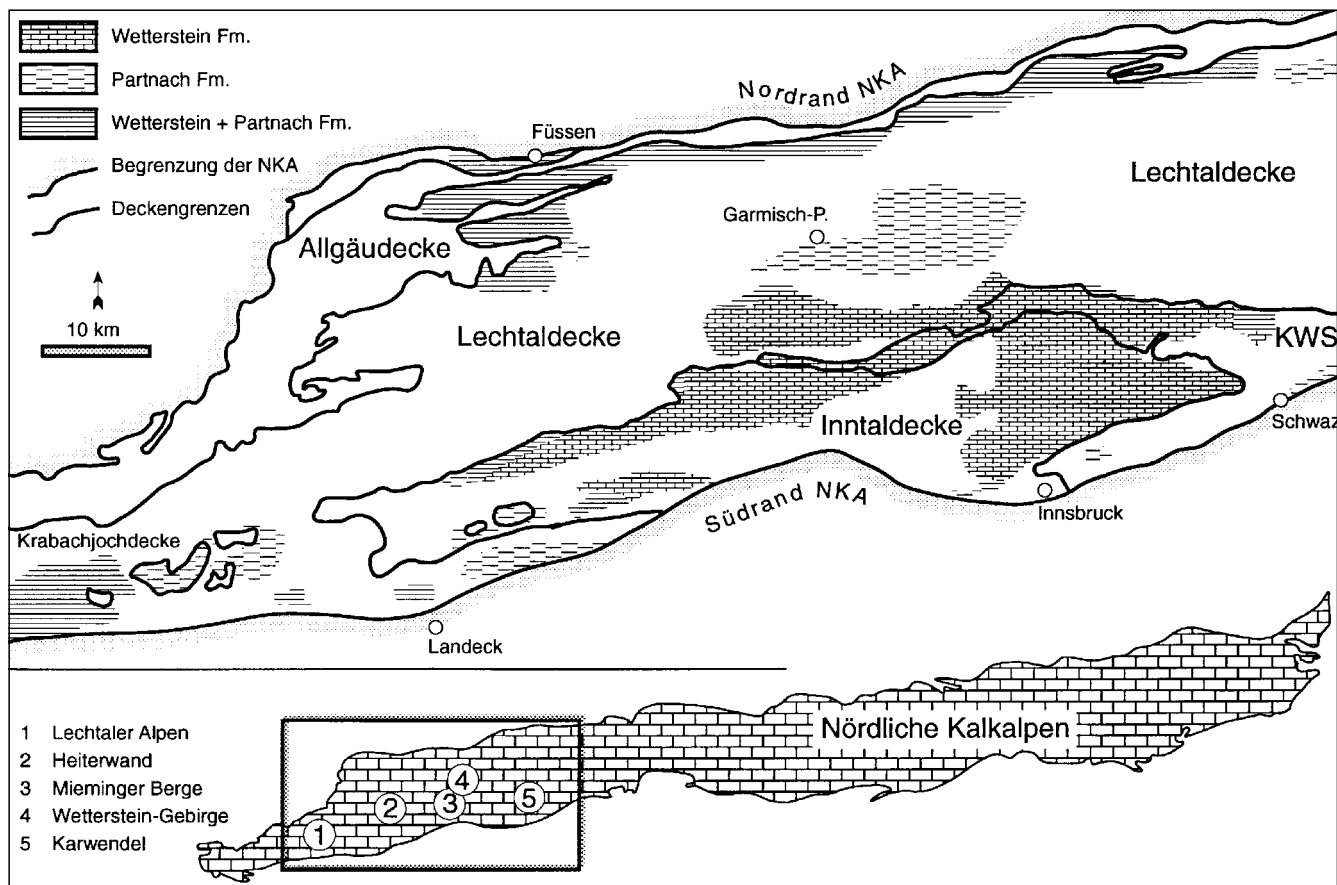 Wetterstein Fm.
Partnach Fm.
Wetterstein + Partnach Fm.
Begrenzung der NKA
Deckengrenzen
10 km
Nordrand NKA
Füssen
Allgäudecke
Lechtaldecke
Garmisch-P.
Lechtaldecke
KWS
Schwaz
Inntaldecke
Innsbruck
Südrand NKA
Krabachjochdecke
Landeck
1 Lechtaler Alpen
2 Heiterwand
3 Mieminger Berge
4 Wetterstein-Gebirge
5 Karwendel
Nördliche Kalkalpen
4
2
3
5
1